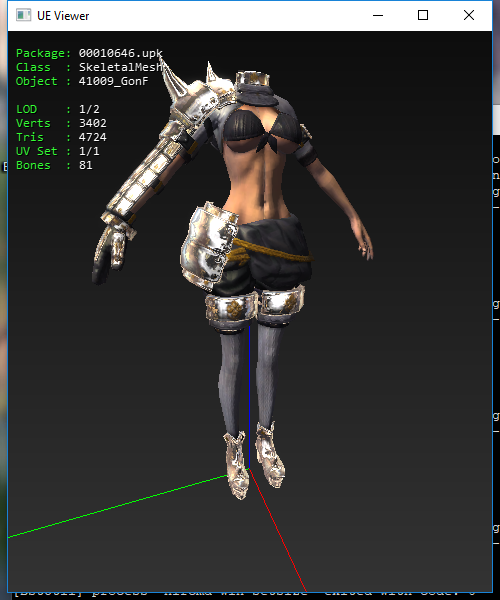 UE Viewer
Package: 00010646.upk
Class : SkeletalMesh
Object : 41009_GonF
LOD : 1/2
Verts : 3402
Tris : 4724
UV Set : 1/1
Bones : 81